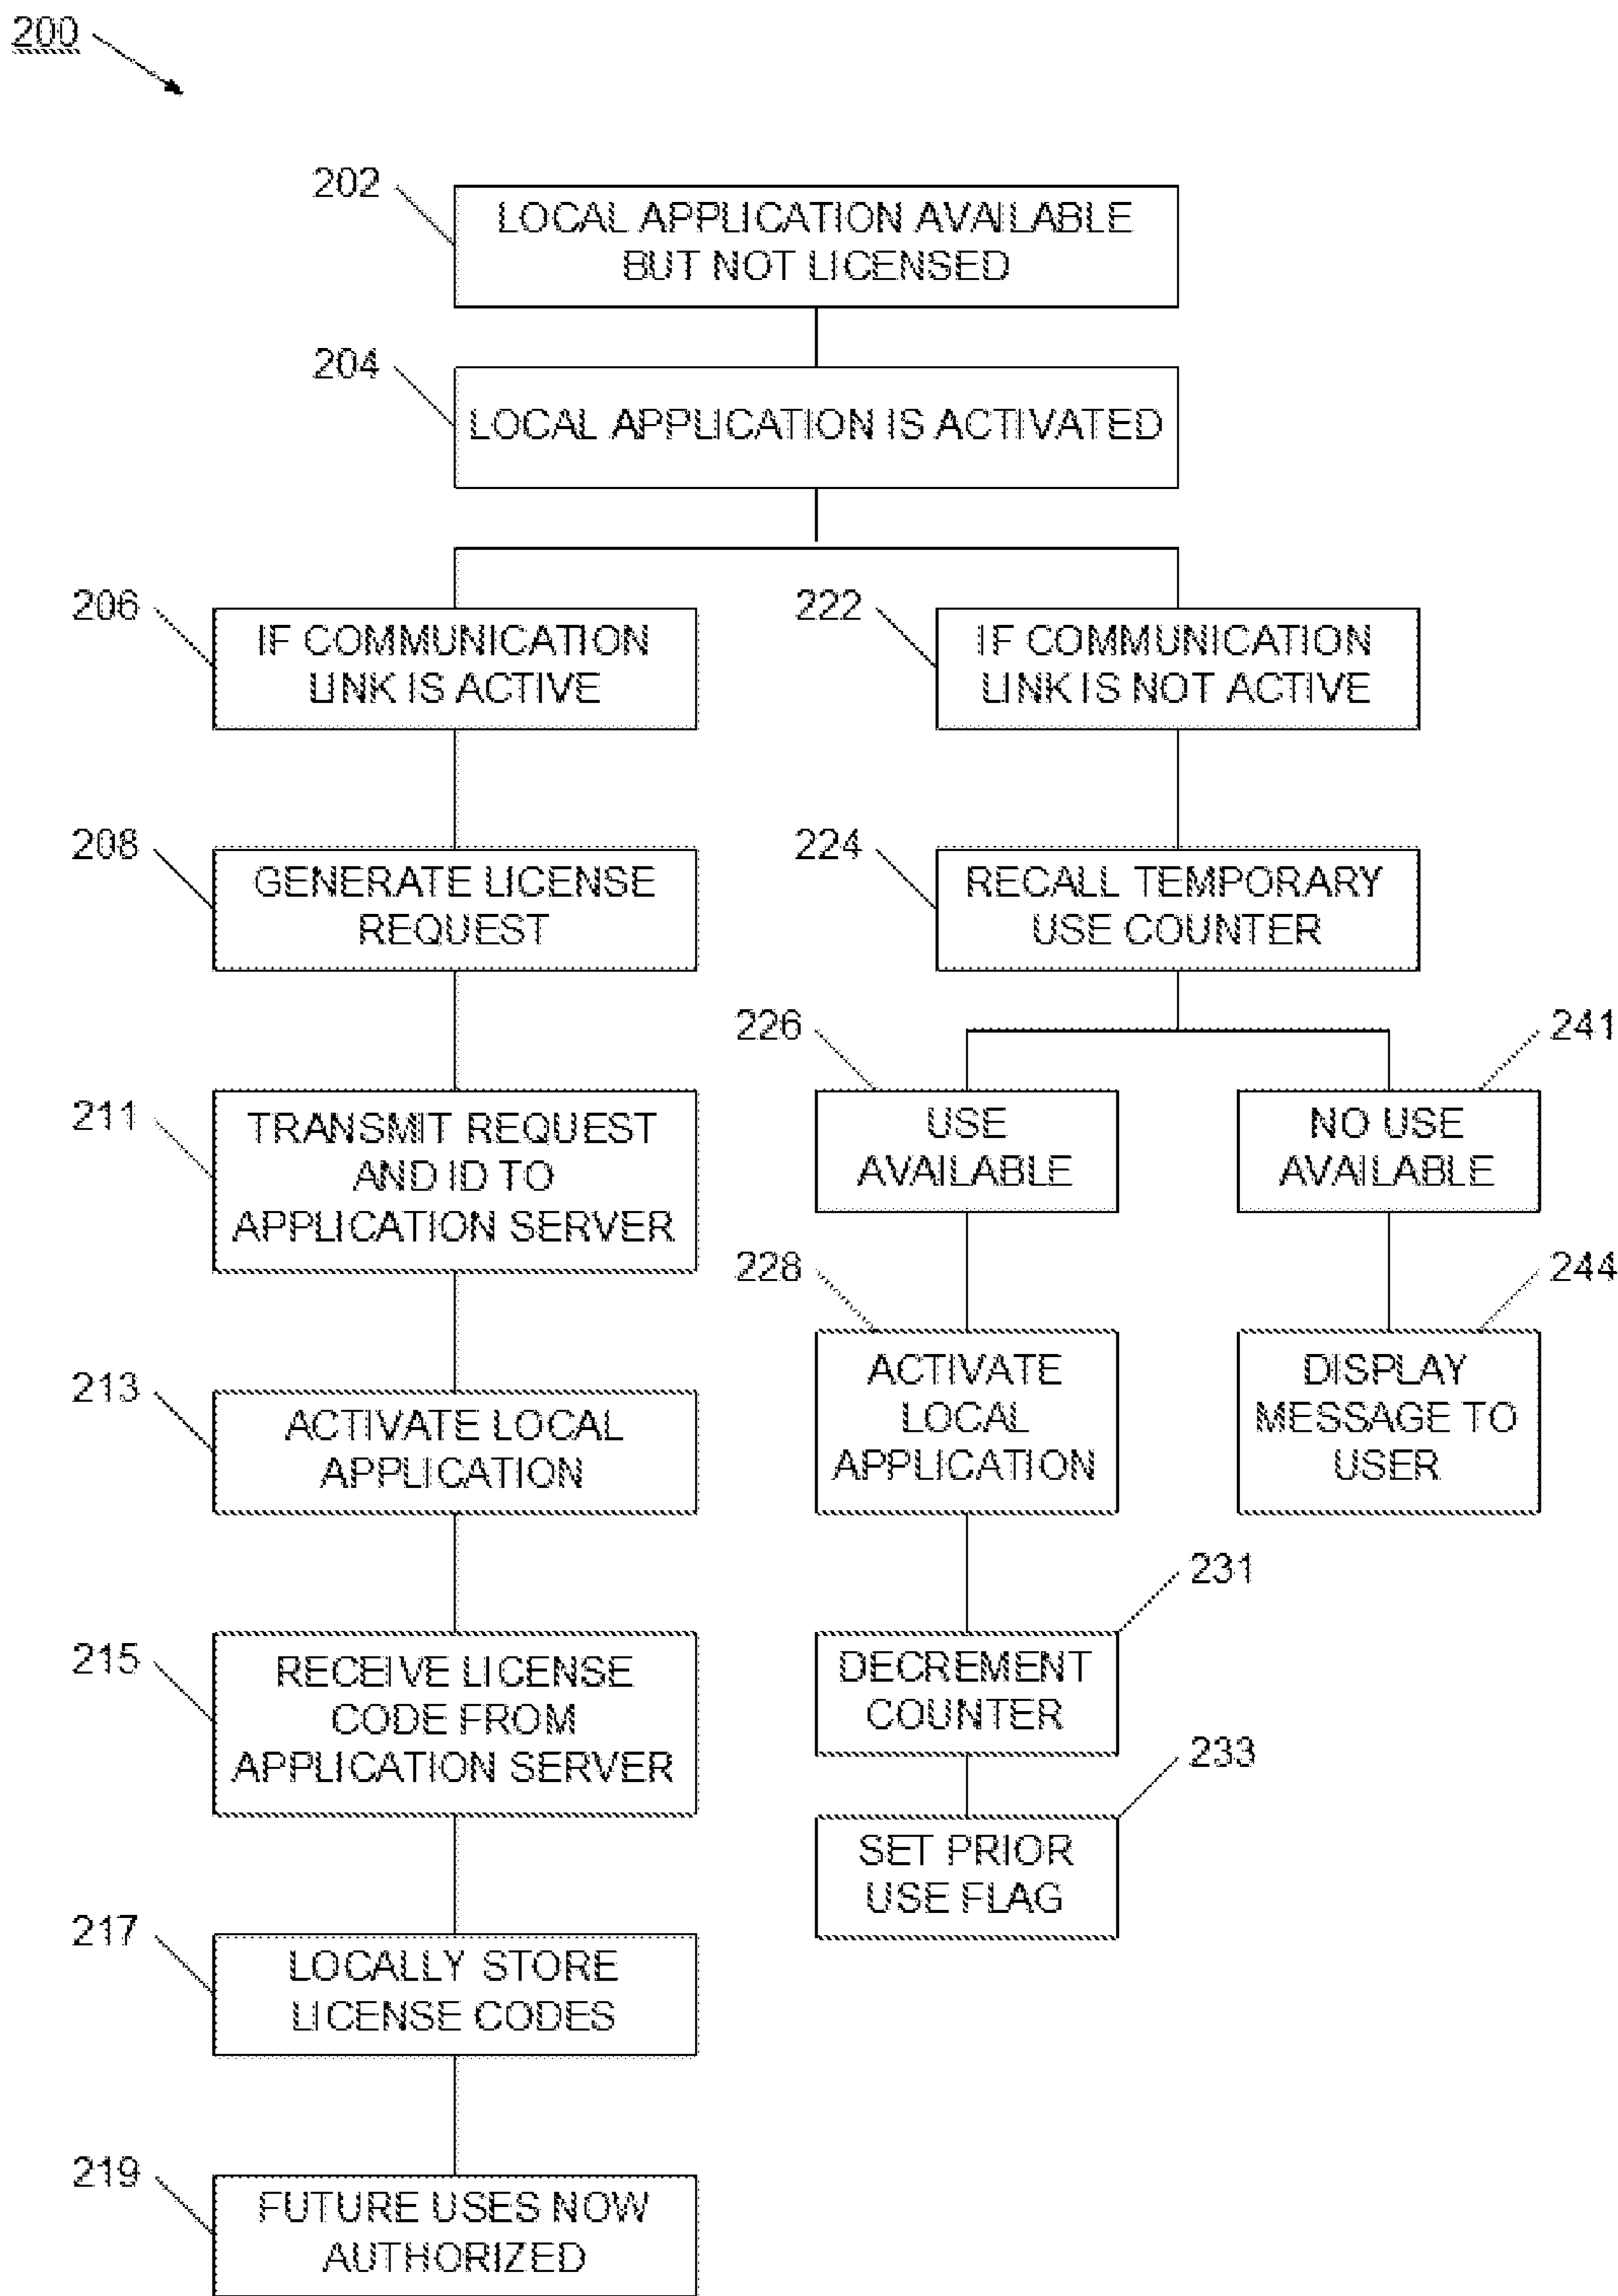 200
202
LOCAL APPLICATION AVAILABLE
BUT NOT LICENSED
204
LOCAL APPLICATION IS ACTIVATED
206
IF COMMUNICATION
LINK IS ACTIVE
222
IF COMMUNICATION
LINK IS NOT ACTIVE
208
GENERATE LICENSE
REQUEST
224
RECALL TEMPORARY
USE COUNTER
211
TRANSMIT REQUEST
AND ID TO
APPLICATION SERVER
226
USE
AVAILABLE
241
NO USE
AVAILABLE
213
ACTIVATE LOCAL
APPLICATION
228
ACTIVATE
LOCAL
APPLICATION
244
DISPLAY
MESSAGE TO
USER
215
RECEIVE LICENSE
CODE FROM
APPLICATION SERVER
231
DECREMENT
COUNTER
233
SET PRIOR
USE FLAG
217
LOCALLY STORE
LICENSE CODES
219
FUTURE USES NOW
AUTHORIZED